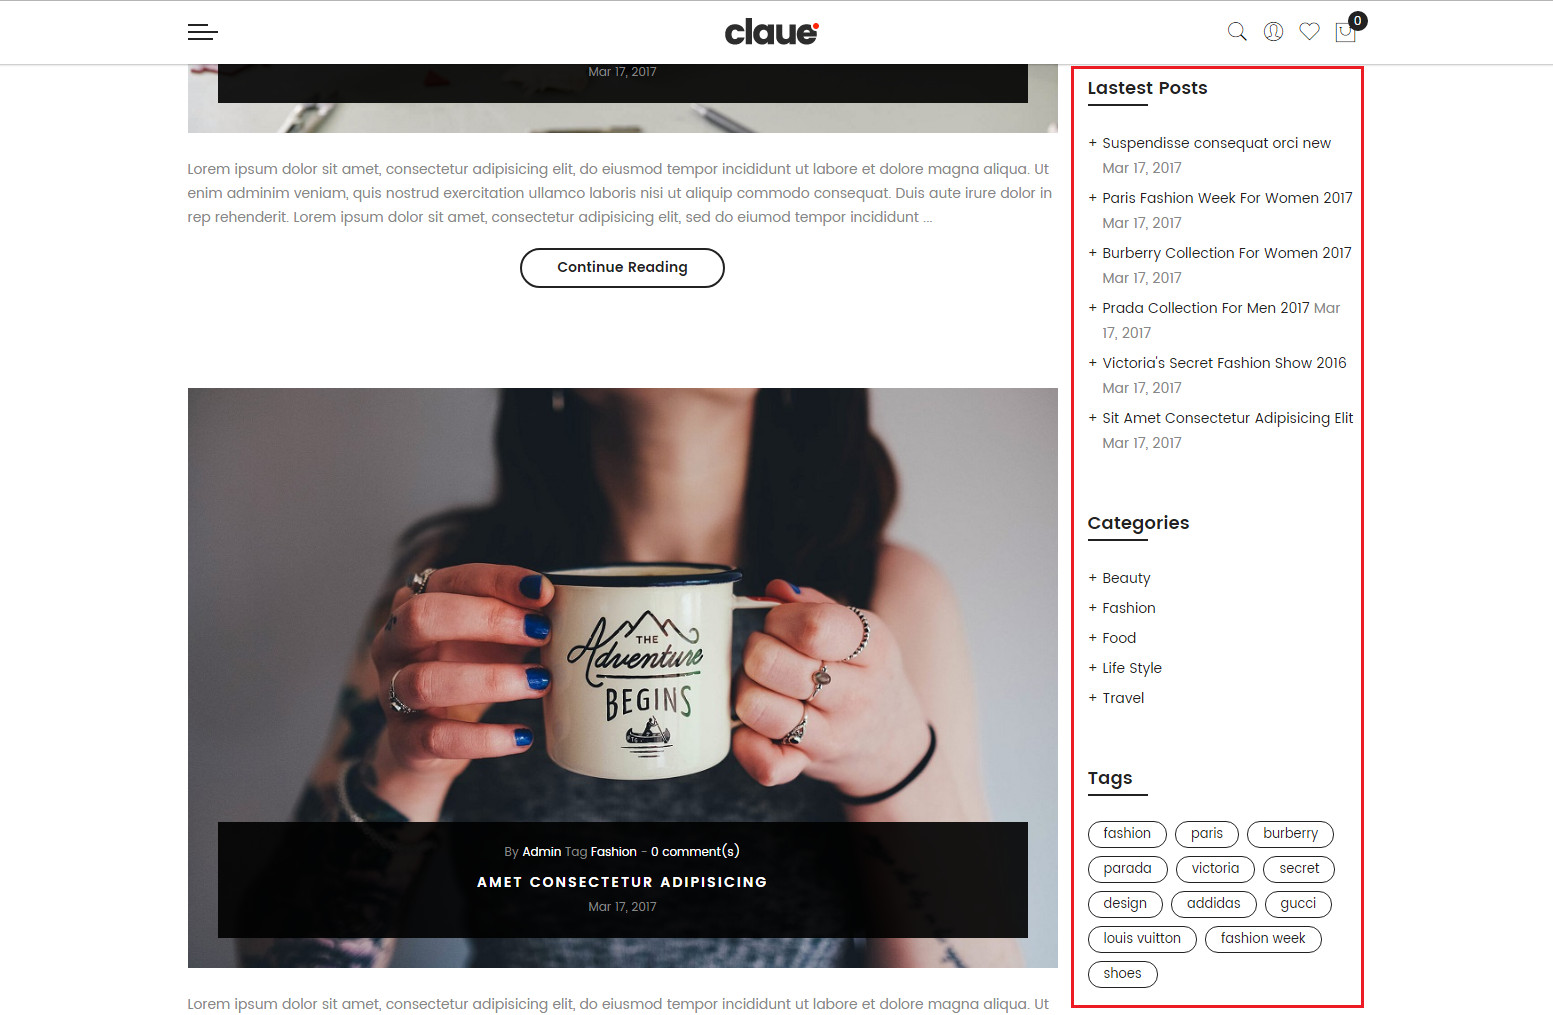 claue
0
Mar 17, 2017
Lorem ipsum dolor sit amet, consectetur adipisicing elit, do eiusmod tempor incididunt ut labore et dolore magna aliqua. Ut
enim adminim veniam, quis nostrud exercitation ullamco laboris nisi ut aliquip commodo consequat. Duis aute irure dolor in
rep rehenderit. Lorem ipsum dolor sit amet, consectetur adipisicing elit, sed do eiumod tempor incididunt ...
Continue Reading
THE
Adventure
BEGINS
By Admin Tag Fashion - 0 comment(s)
AMET CONSECTETUR ADIPISICING
Mar 17, 2017
Lorem ipsum dolor sit amet, consectetur adipisicing elit, do eiusmod tempor incididunt ut labore et dolore magna aliqua. Ut
Lastest Posts
+ Suspendisse consequat orci new
Mar 17, 2017
+ Paris Fashion Week For Women 2017
Mar 17, 2017
+ Burberry Collection For Women 2017
Mar 17, 2017
+ Prada Collection For Men 2017 Mar
17, 2017
+ Victoria's Secret Fashion Show 2016
Mar 17, 2017
+ Sit Amet Consectetur Adipisicing Elit
Mar 17, 2017
Categories
+ Beauty
+ Fashion
+ Food
+ Life Style
+ Travel
Tags
fashion paris burberry
parada victoria secret
design addidas gucci
louis vuitton fashion week
shoes